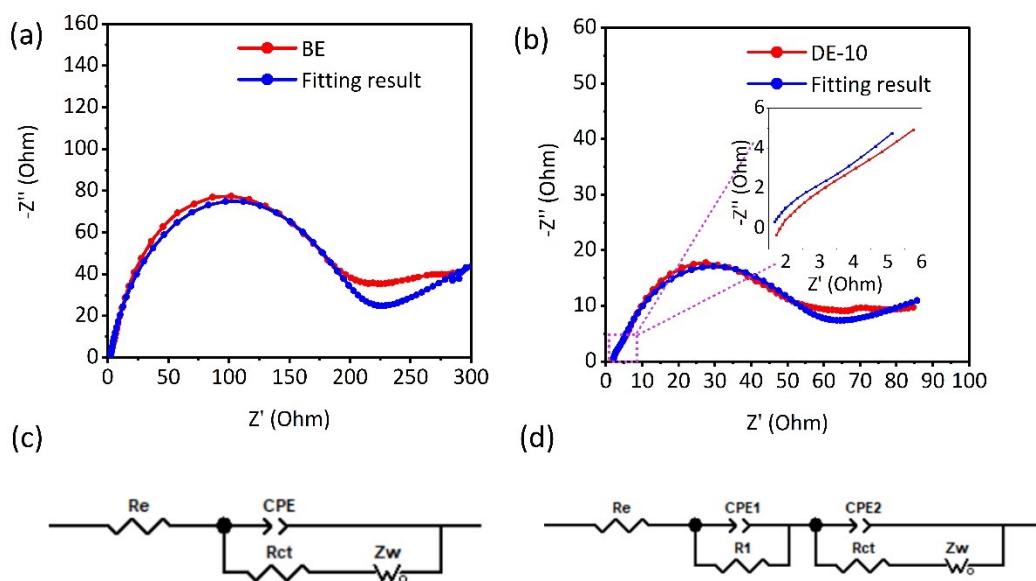 (a)
160
140
120
100
80
60
40
20
0
-Z'' (Ohm)
BE
Fitting result
0 50 100 150 200 250 300
Z' (Ohm)
(b)
60
50
40
30
20
10
0
-Z'' (Ohm)
DE-10
Fitting result
6
4
2
0
-Z'' (Ohm)
2 3 4 5 6
Z' (Ohm)
0 10 20 30 40 50 60 70 80 90 100
Z' (Ohm)
(c)
Re
CPE
Rct
Zw
(d)
Re
CPE1
R1
CPE2
Rct
Zw